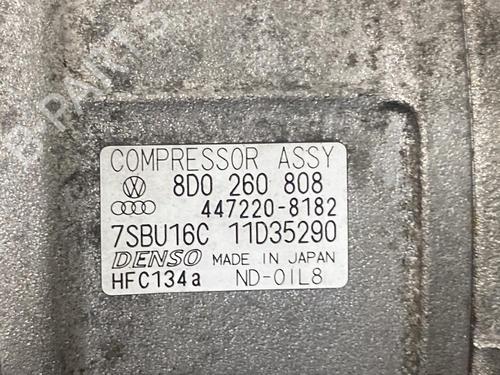 COMPRESSOR ASSY
8D0 260 808
447220-8182
7SBU16C 11D35290
DENSO MADE IN JAPAN
HFC134a ND-OIL8